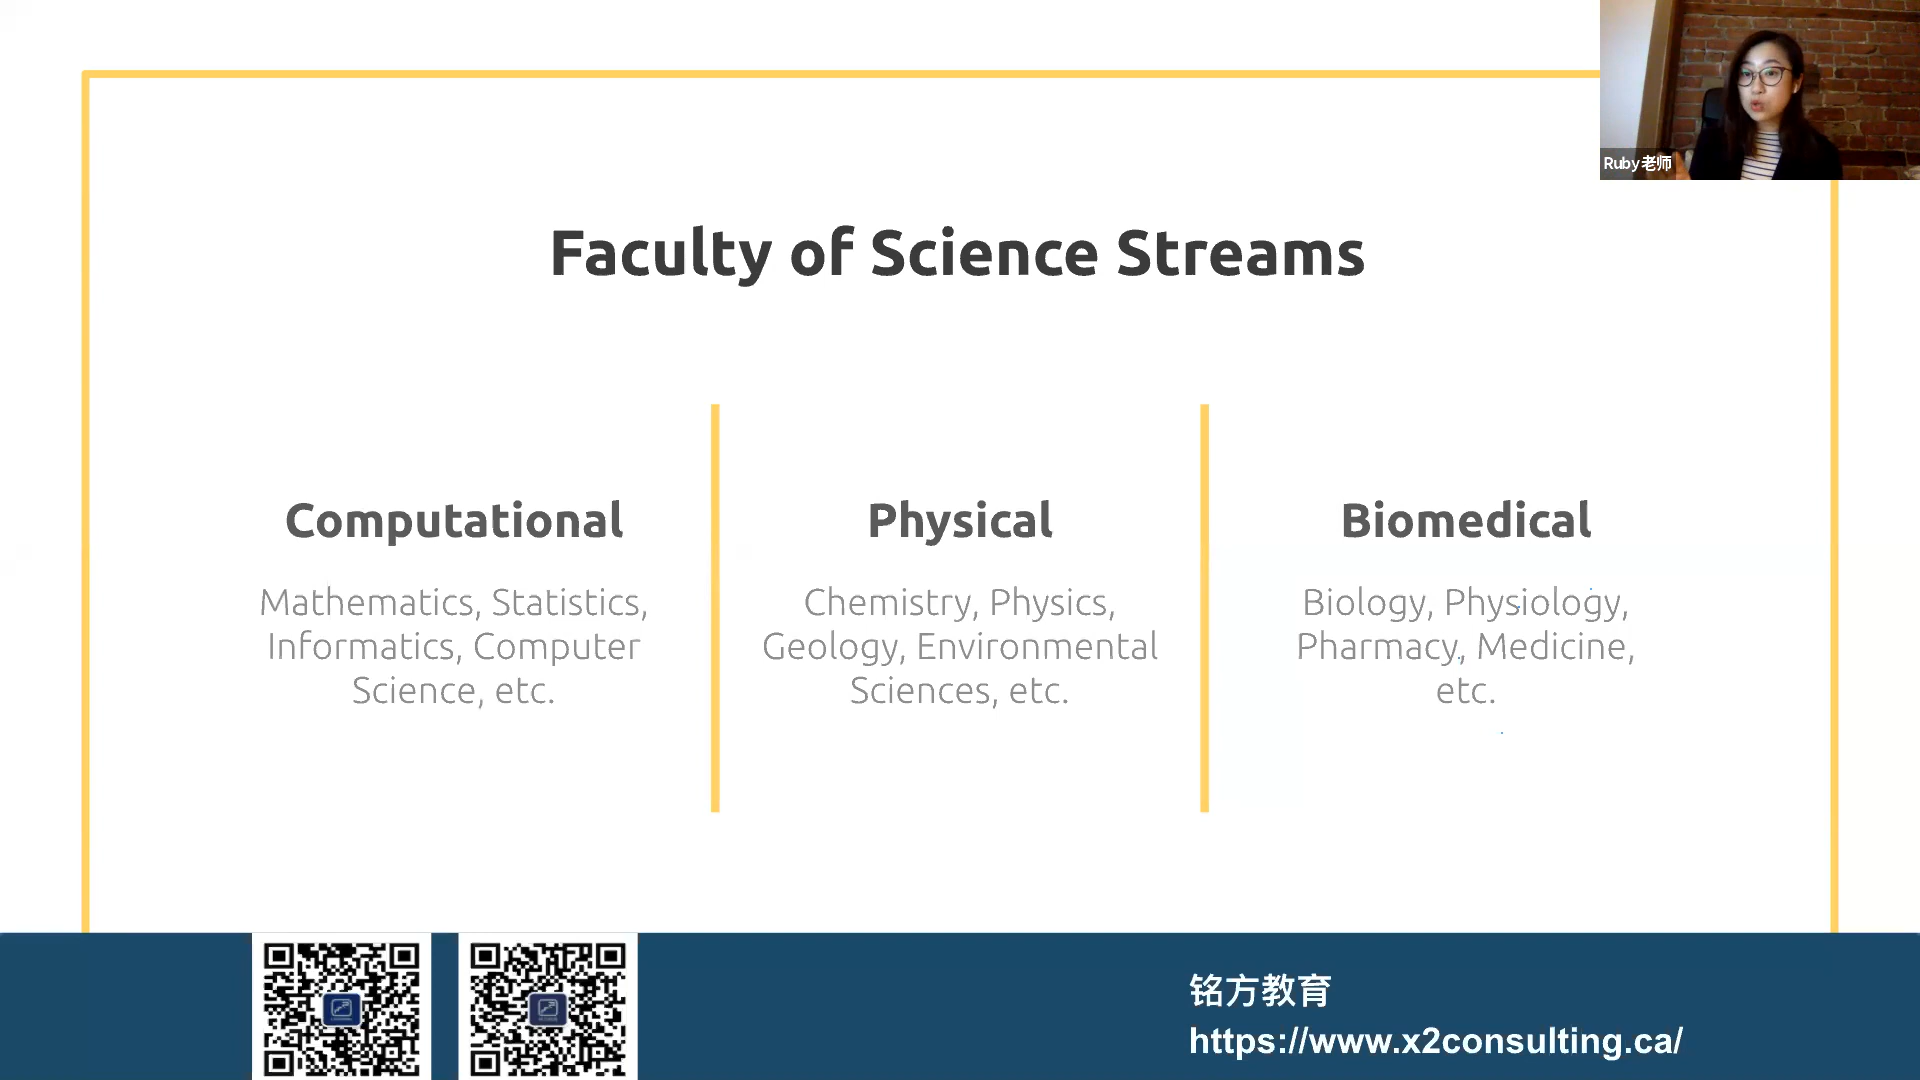 Ruby老师
Faculty of Science Streams
Computational
Mathematics, Statistics,
Informatics, Computer
Science, etc.
Physical
Chemistry, Physics,
Geology, Environmental
Sciences, etc.
Biomedical
Biology, Physiology,
Pharmacy, Medicine,
etc.
铭方教育
https://www.x2consulting.ca/